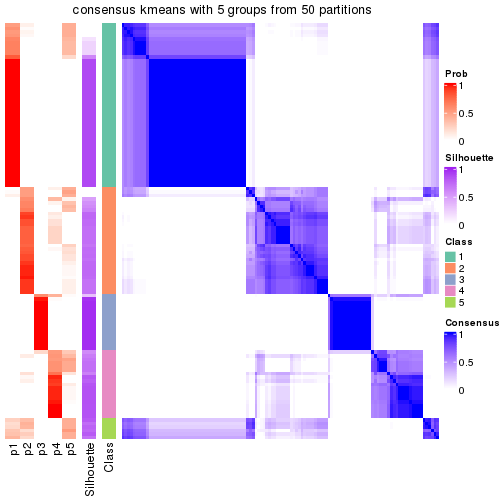 consensus kmeans with 5 groups from 50 partitions
Prob
1
0.5
0
Silhouette
1
0.5
0
Class
1
2
3
4
5
Consensus
1
0.5
0
p1
p2
p3
p4
p5
Silhouette
Class